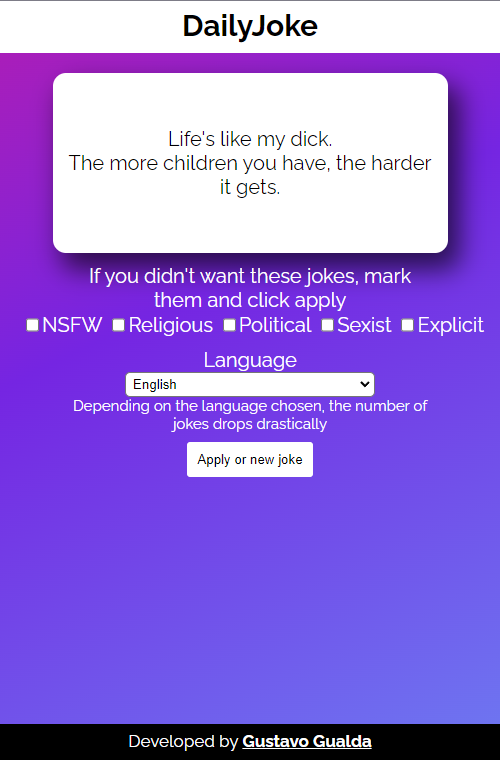 DailyJoke
Life's like my dick.
The more children you have, the harder
it gets.
If you didn't want these jokes, mark
them and click apply
NSFW Religious Political Sexist Explicit
Language
English
Depending on the language chosen, the number of
jokes drops drastically
Apply or new joke
Developed by Gustavo Gualda